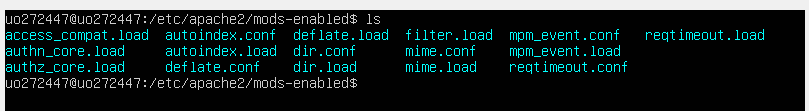 uo272447@uo272447:/etc/apache2/mods-enabled$ ls
access_compat.load  autoindex.conf  deflate.load  filter.load  mpm_event.conf  reqtimeout.load
authn_core.load     autoindex.load  dir.conf      mime.conf    mpm_event.load
authz_core.load     deflate.conf    dir.load      mime.load    reqtimeout.conf
uo272447@uo272447:/etc/apache2/mods-enabled$